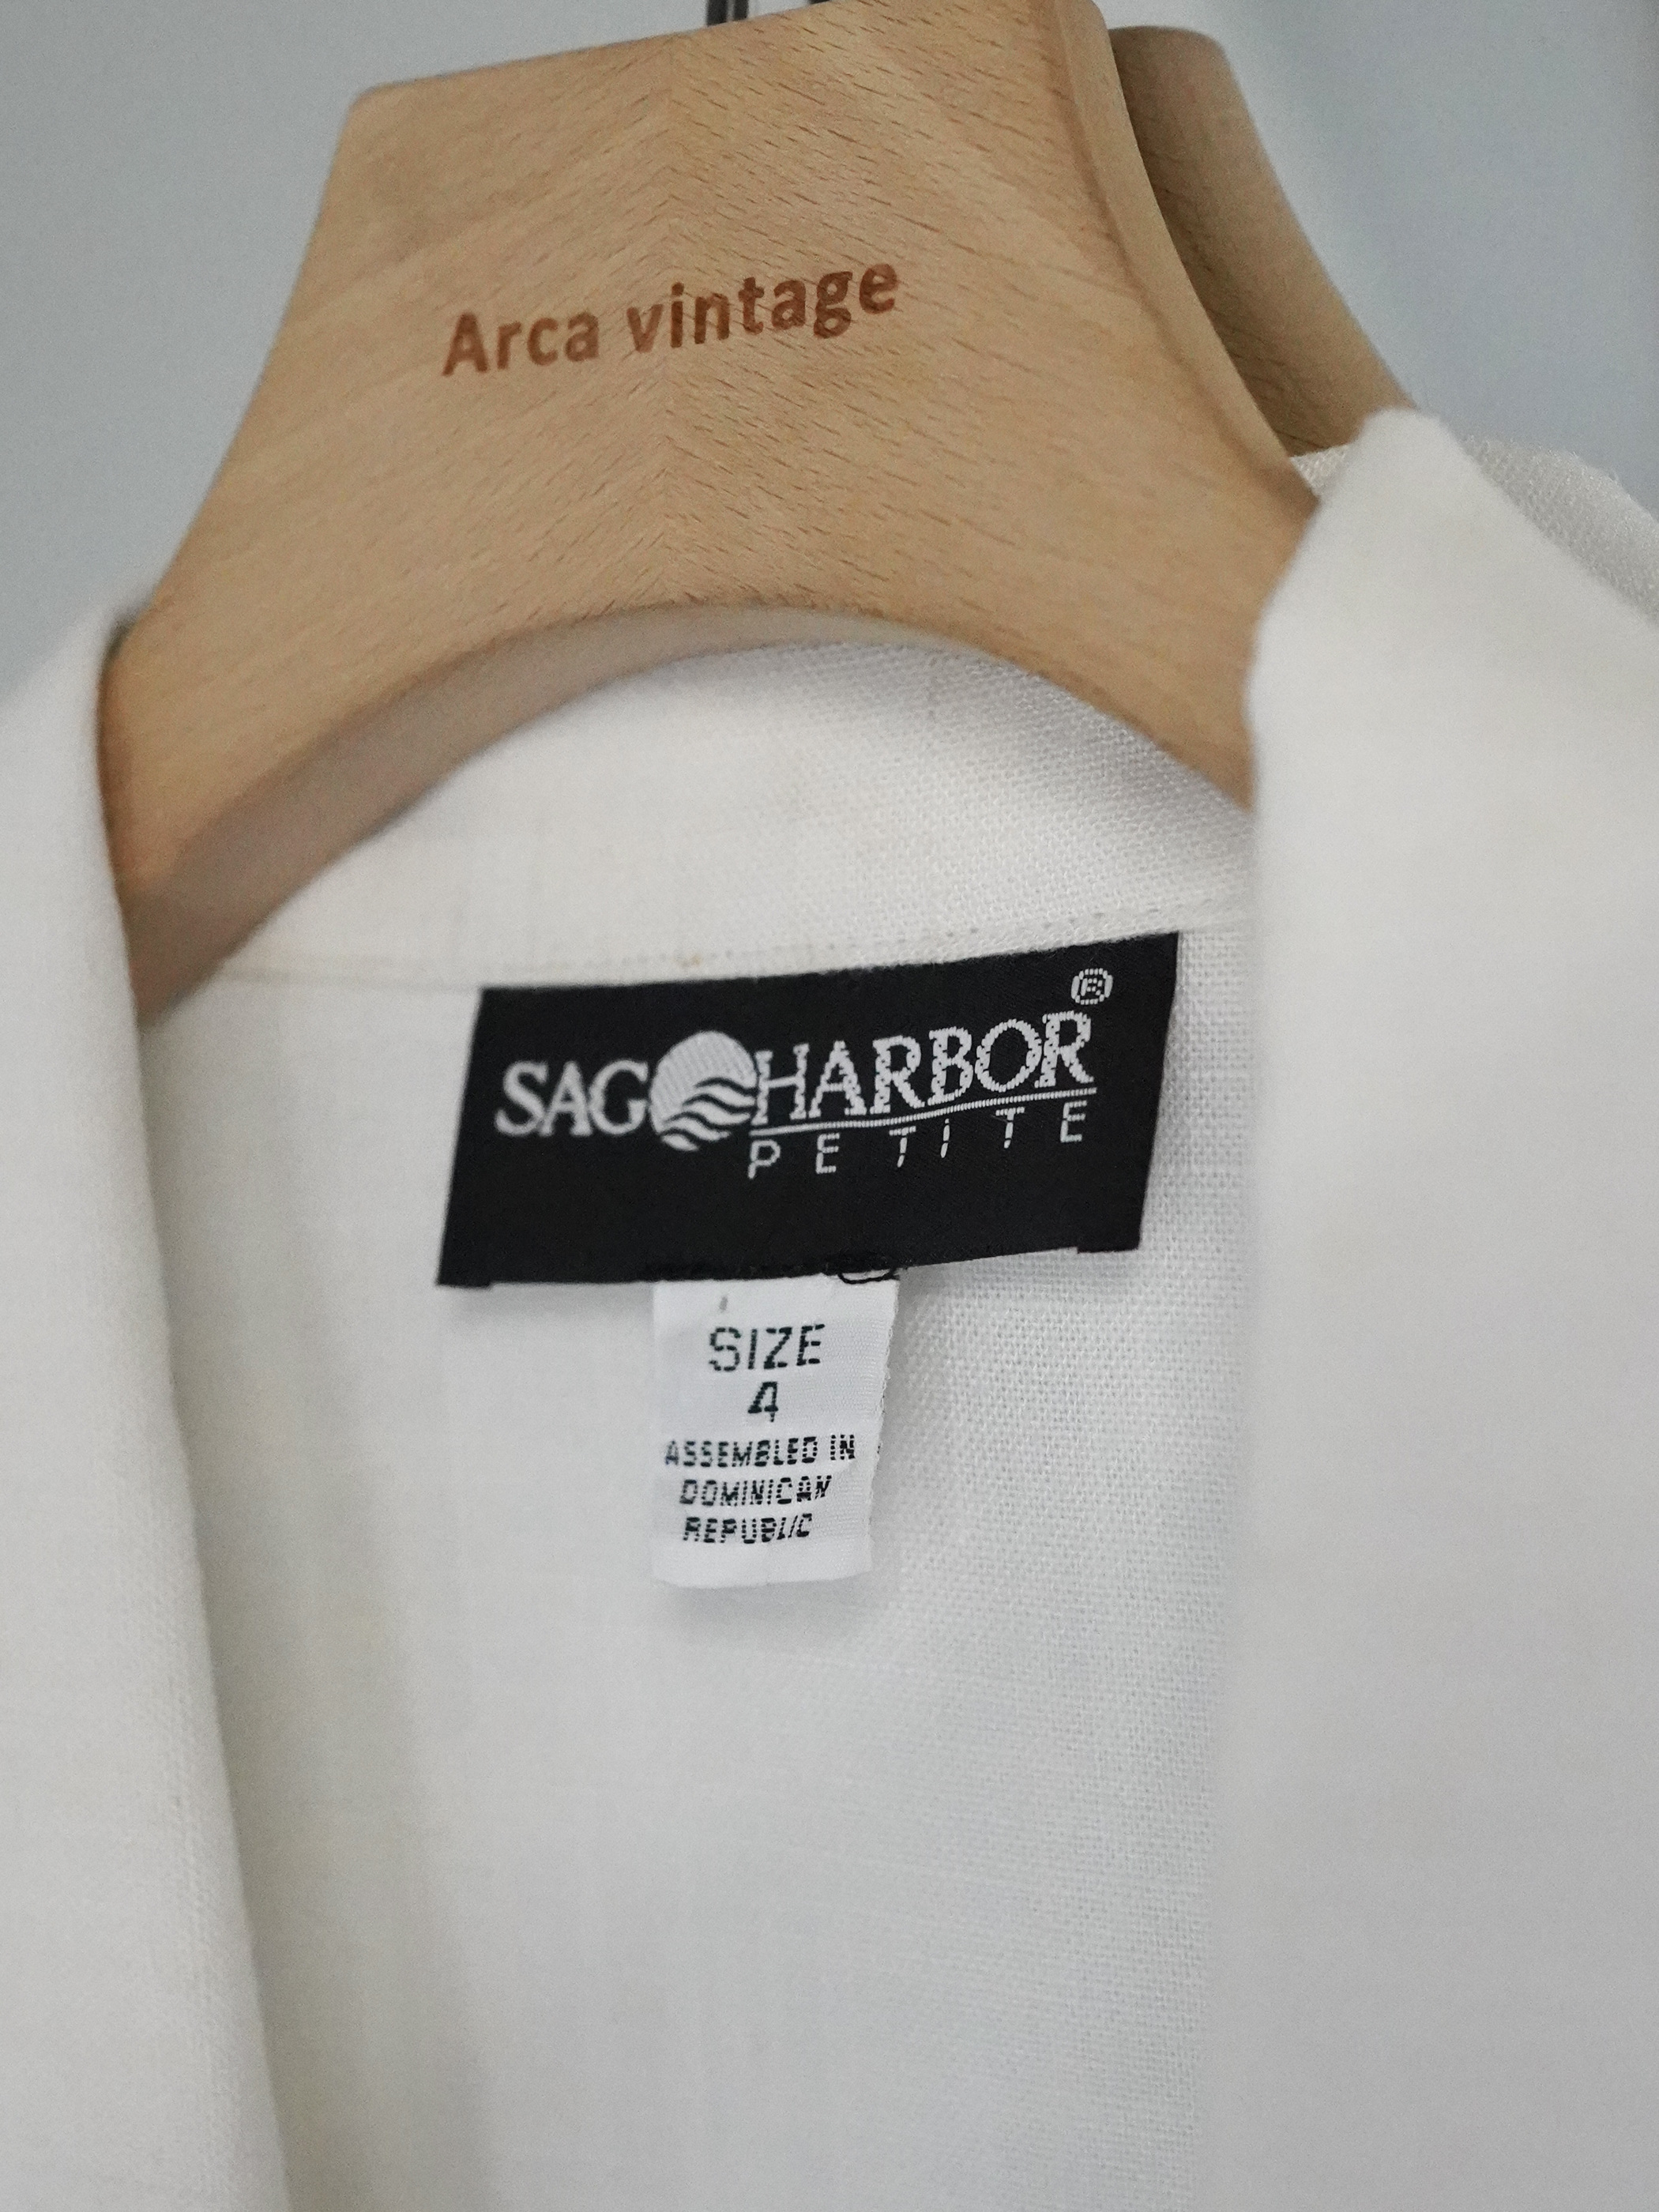 Arca vintage
SAG HARBOR ®
PETITE
SIZE
4
ASSEMBLED IN
DOMINICAN
REPUBLIC